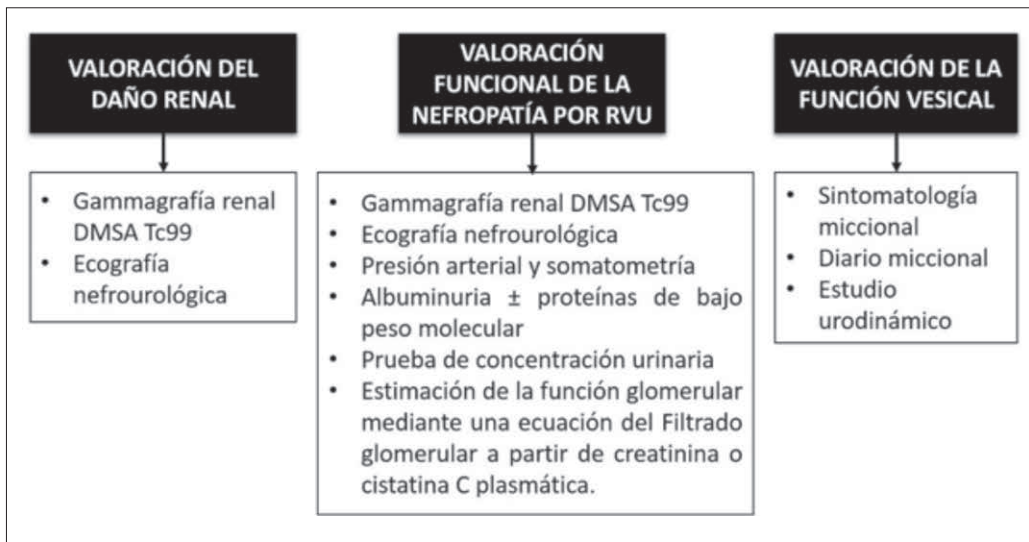 VALORACIÓN DEL
DAÑO RENAL
• Gammagrafía renal
DMSA Tc99
• Ecografía
nefrourológica
VALORACIÓN
FUNCIONAL DE LA
NEFROPATÍA POR RVU
• Gammagrafía renal DMSA Tc99
• Ecografía nefrourológica
• Presión arterial y somatometría
• Albuminuria ± proteínas de bajo
peso molecular
• Prueba de concentración urinaria
• Estimación de la función glomerular
mediante una ecuación del Filtrado
glomerular a partir de creatinina o
cistatina C plasmática.
VALORACIÓN DE LA
FUNCIÓN VESICAL
• Sintomatología
miccional
• Diario miccional
• Estudio
urodinámico